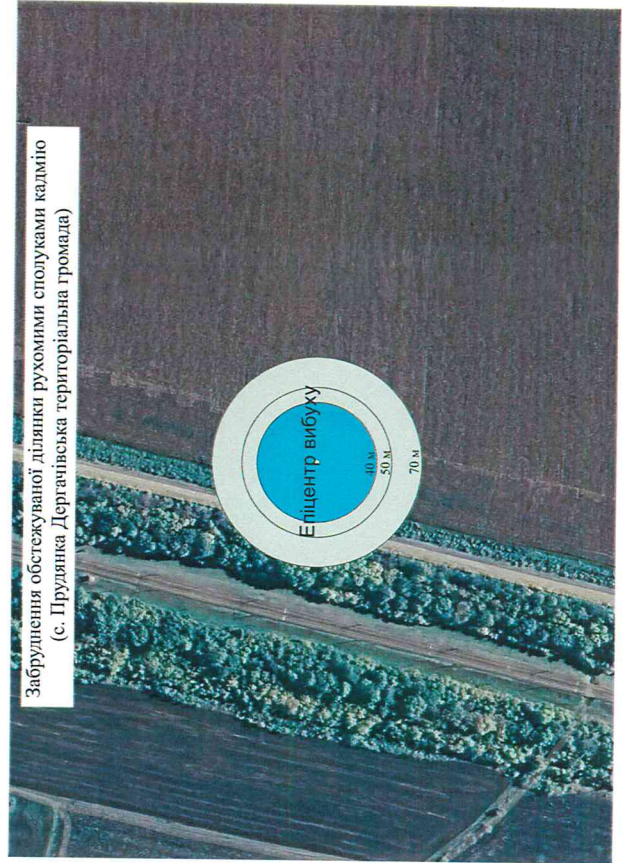 Забруднення обстежуваної ділянки рухомими сполуками кадмію
(с. Прудянка Дергачівська територіальна громада)
Епіцентр вибуху
40 м
50 м
70 м